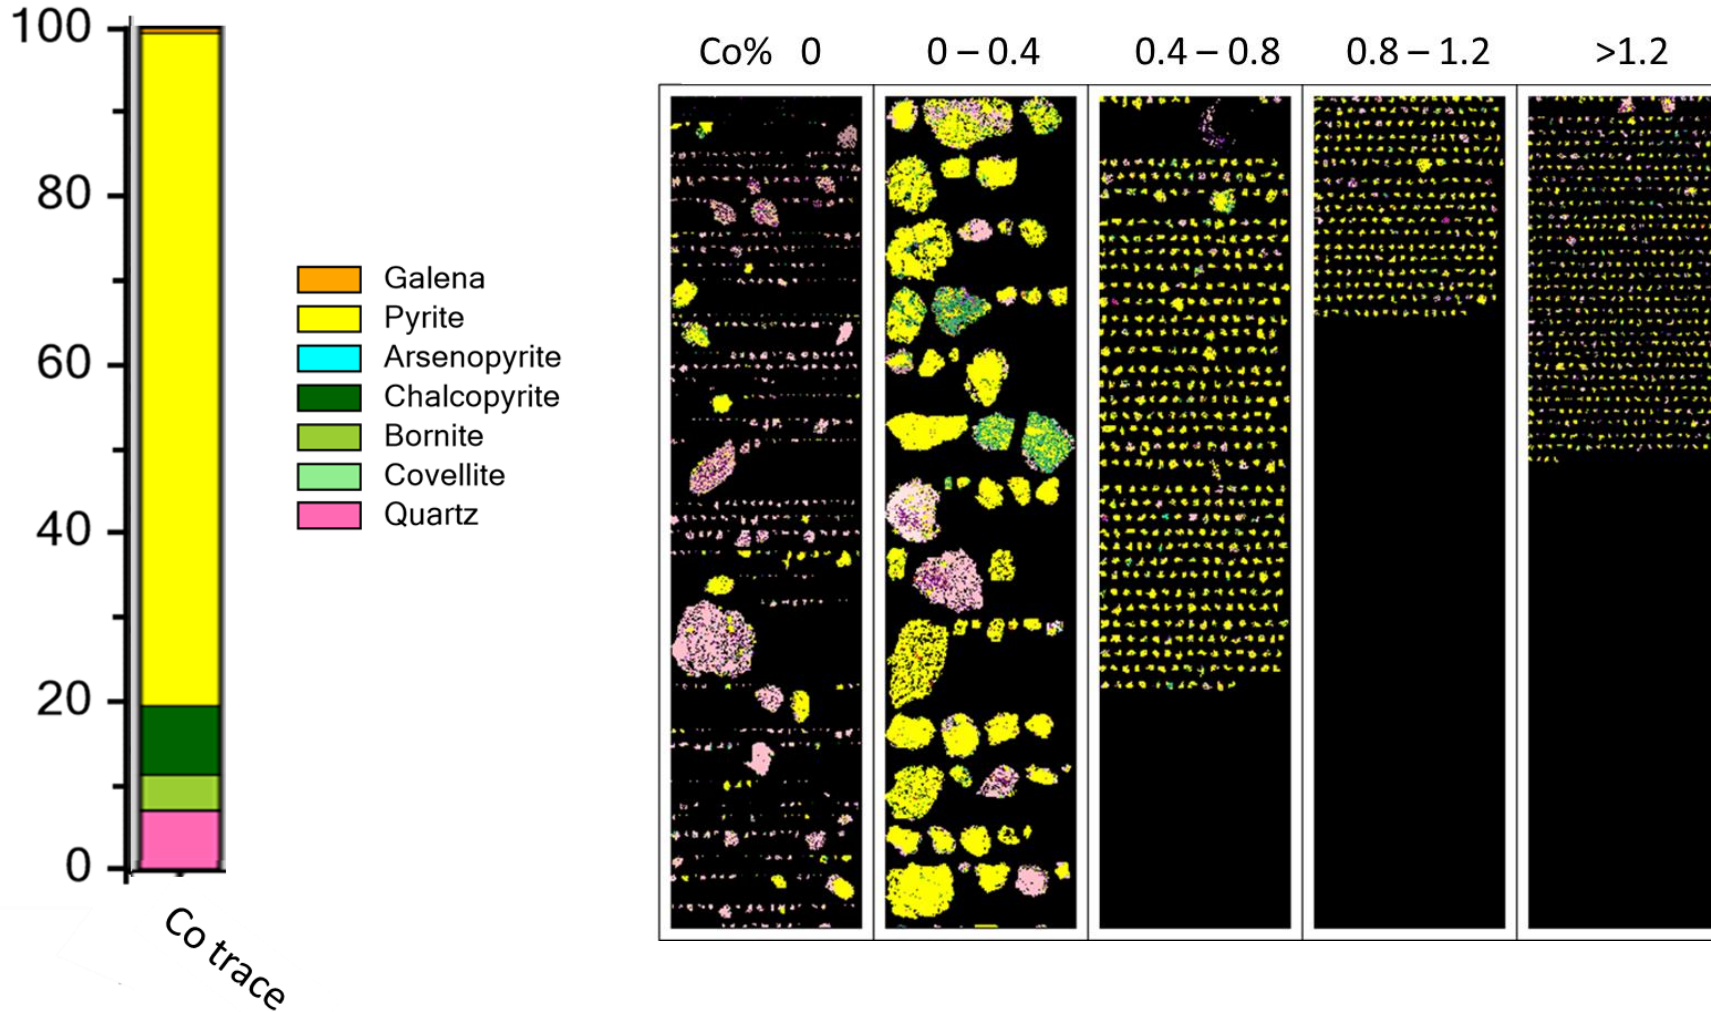 100
80
60
40
20
0
Co trace
Galena
Pyrite
Arsenopyrite
Chalcopyrite
Bornite
Covellite
Quartz
Co% 0 0 – 0.4 0.4 – 0.8 0.8 – 1.2 >1.2